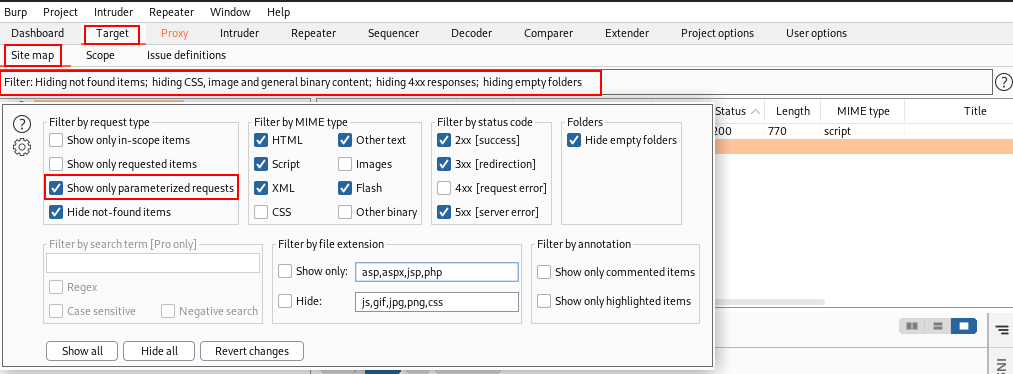 Burp Project Intruder Repeater Window Help
Dashboard Target Proxy Intruder Repeater Sequencer Decoder Comparer Extender Project options User options
Site map Scope Issue definitions
Filter: Hiding not found items; hiding CSS, image and general binary content; hiding 4xx responses; hiding empty folders ?
Status Length MIME type Title
200 770 script
?
Filter by request type
Show only in-scope items
Show only requested items
Show only parameterized requests
Hide not-found items
Filter by MIME type
HTML Other text
Script Images
XML Flash
CSS Other binary
Filter by status code
2xx [success]
3xx [redirection]
4xx [request error]
5xx [server error]
Folders
Hide empty folders
Filter by search term [Pro only]
Regex
Case sensitive Negative search
Filter by file extension
Show only: asp,aspx,jsp,php
Hide: js,gif,jpg,png,css
Filter by annotation
Show only commented items
Show only highlighted items
Show all Hide all Revert changes